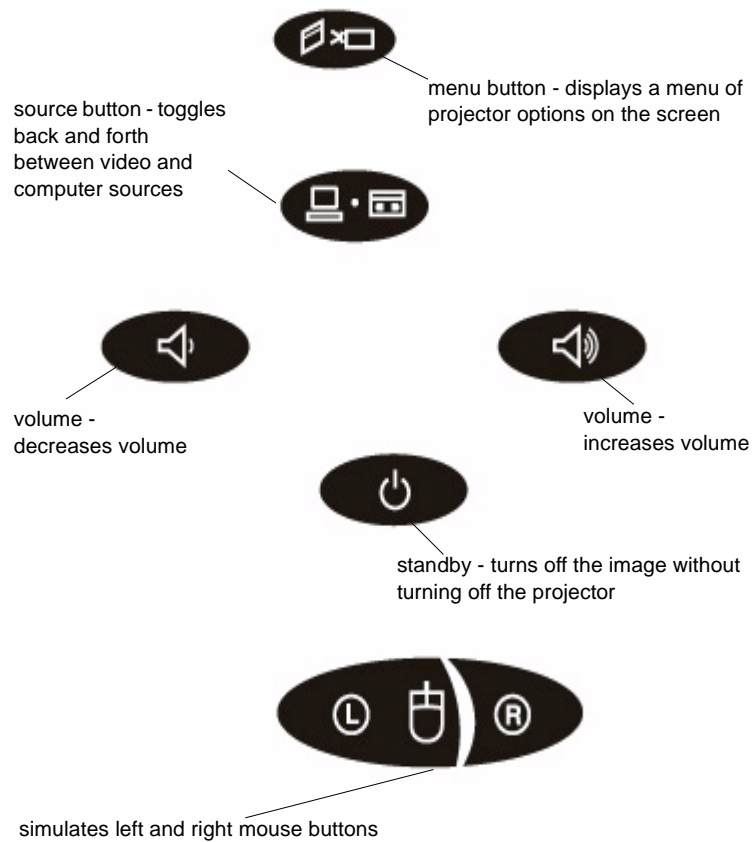 menu button - displays a menu of
projector options on the screen
source button - toggles
back and forth
between video and
computer sources
volume -
decreases volume
volume -
increases volume
standby - turns off the image without
turning off the projector
L
R
simulates left and right mouse buttons